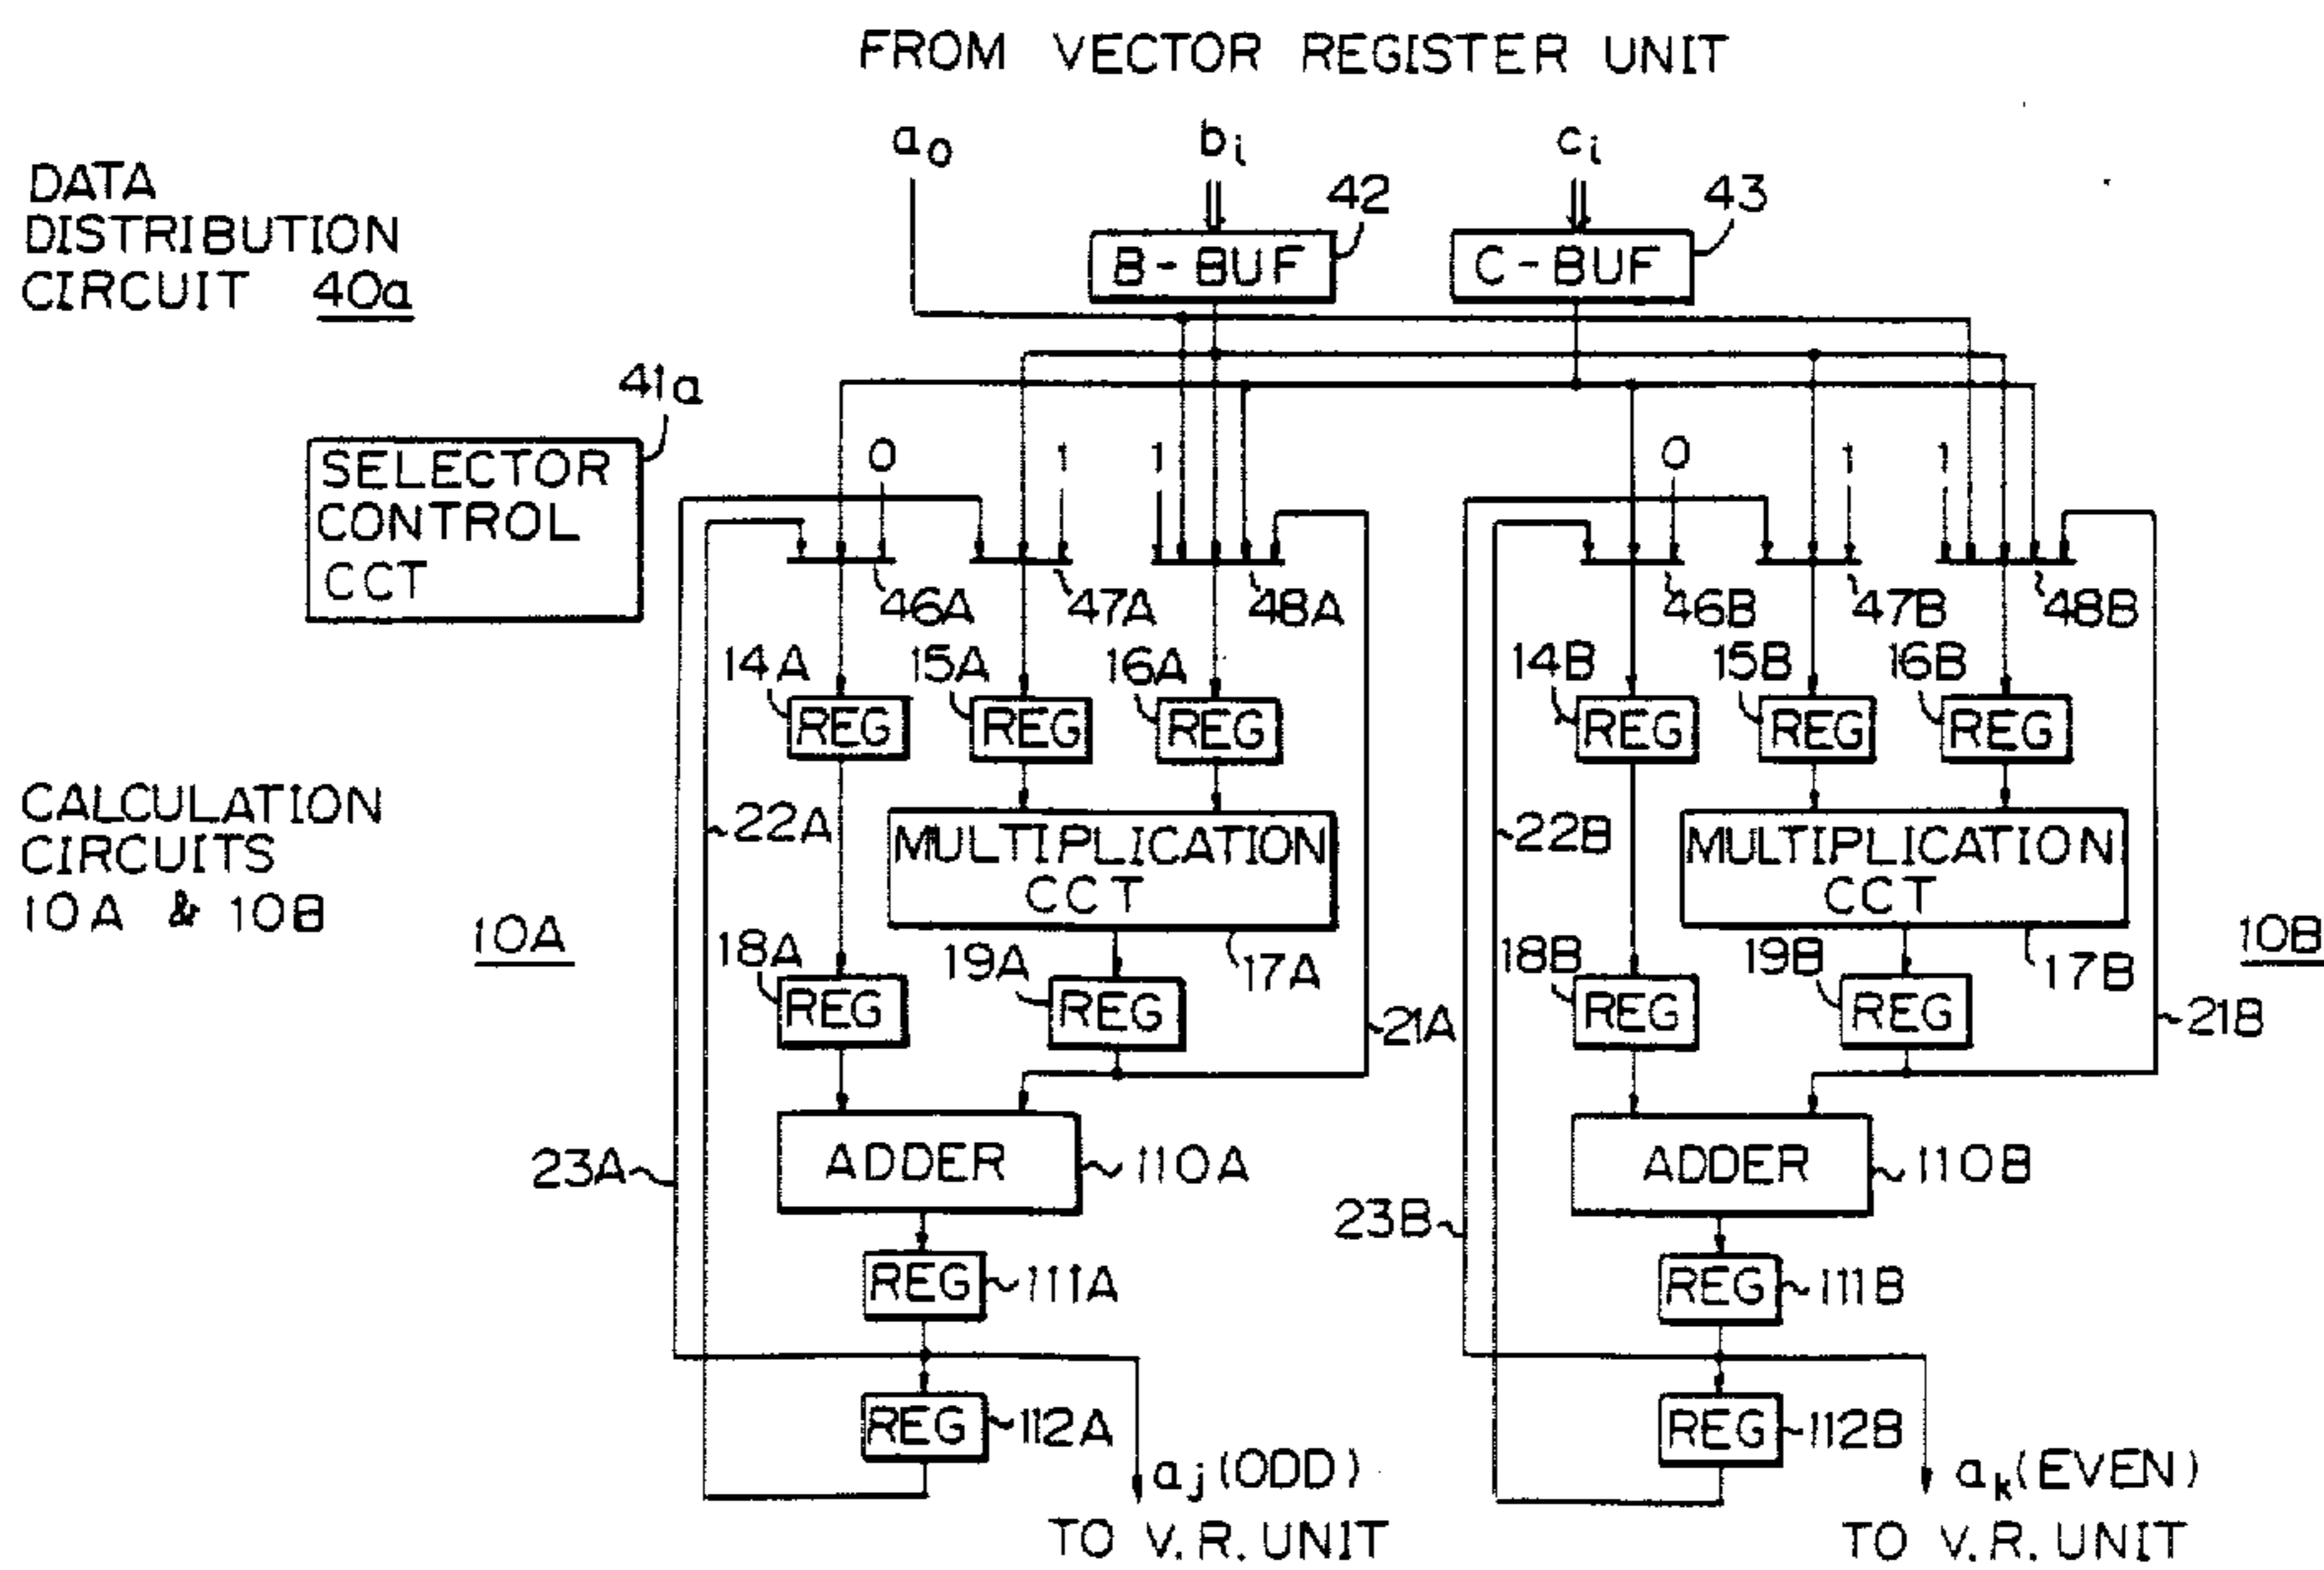 FROM VECTOR REGISTER UNIT
a0 bi ci
DATA
DISTRIBUTION
CIRCUIT 40a
42 43
B-BUF C-BUF
41a
SELECTOR
CONTROL
CCT
0 1 1 0 1 1
46A 47A 48A 46B 47B 48B
14A 15A 16A 14B 15B 16B
REG REG REG REG REG REG
CALCULATION
CIRCUITS
10A & 10B
22A 22B
MULTIPLICATION MULTIPLICATION
CCT CCT
10A 10B
18A 19A 17A 18B 19B 17B
REG REG REG REG
21A 21B
23A ADDER 110A ADDER 110B
23B
REG 111A REG 111B
REG 112A REG 112B
aj (ODD) ak (EVEN)
TO V.R. UNIT TO V.R. UNIT